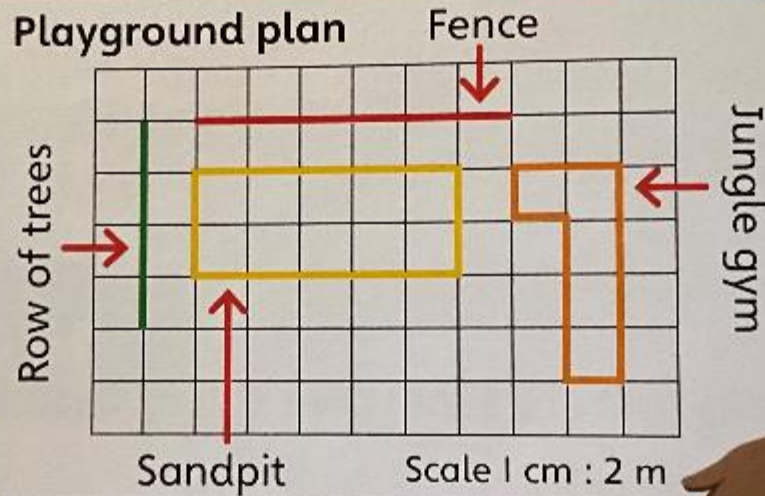 Playground plan
Fence
Row of trees
Jungle gym
Sandpit
Scale 1 cm : 2 m